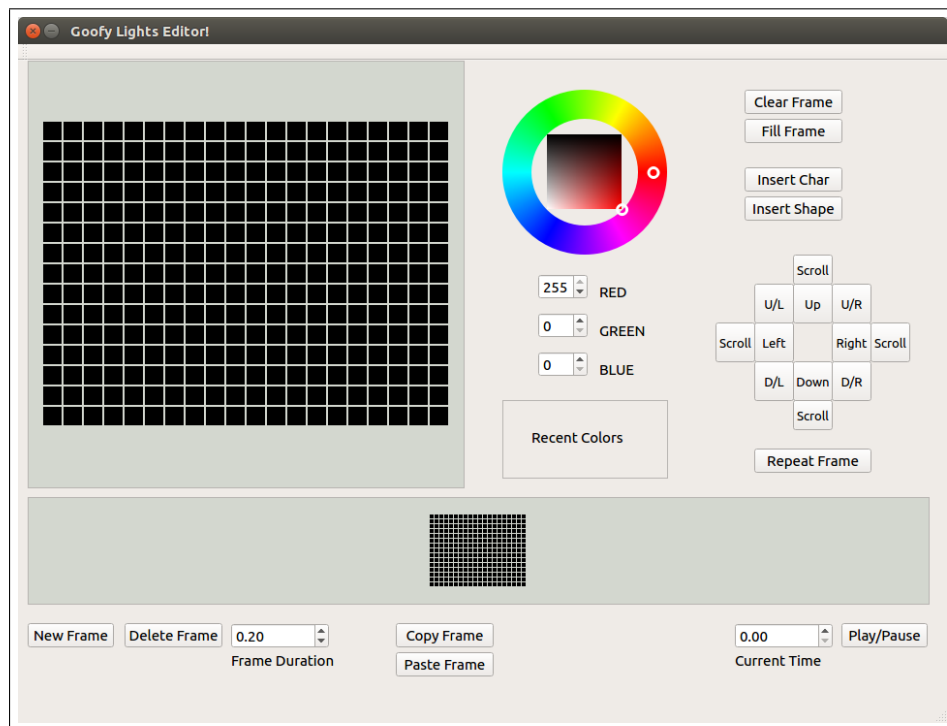 Goofy Lights Editor!
Clear Frame
Fill Frame
Insert Char
Insert Shape
255 RED
0 GREEN
0 BLUE
Recent Colors
Scroll
U/L Up U/R
Scroll Left Right Scroll
D/L Down D/R
Scroll
Repeat Frame
New Frame Delete Frame 0.20 Copy Frame 0.00 Play/Pause
Frame Duration Paste Frame Current Time